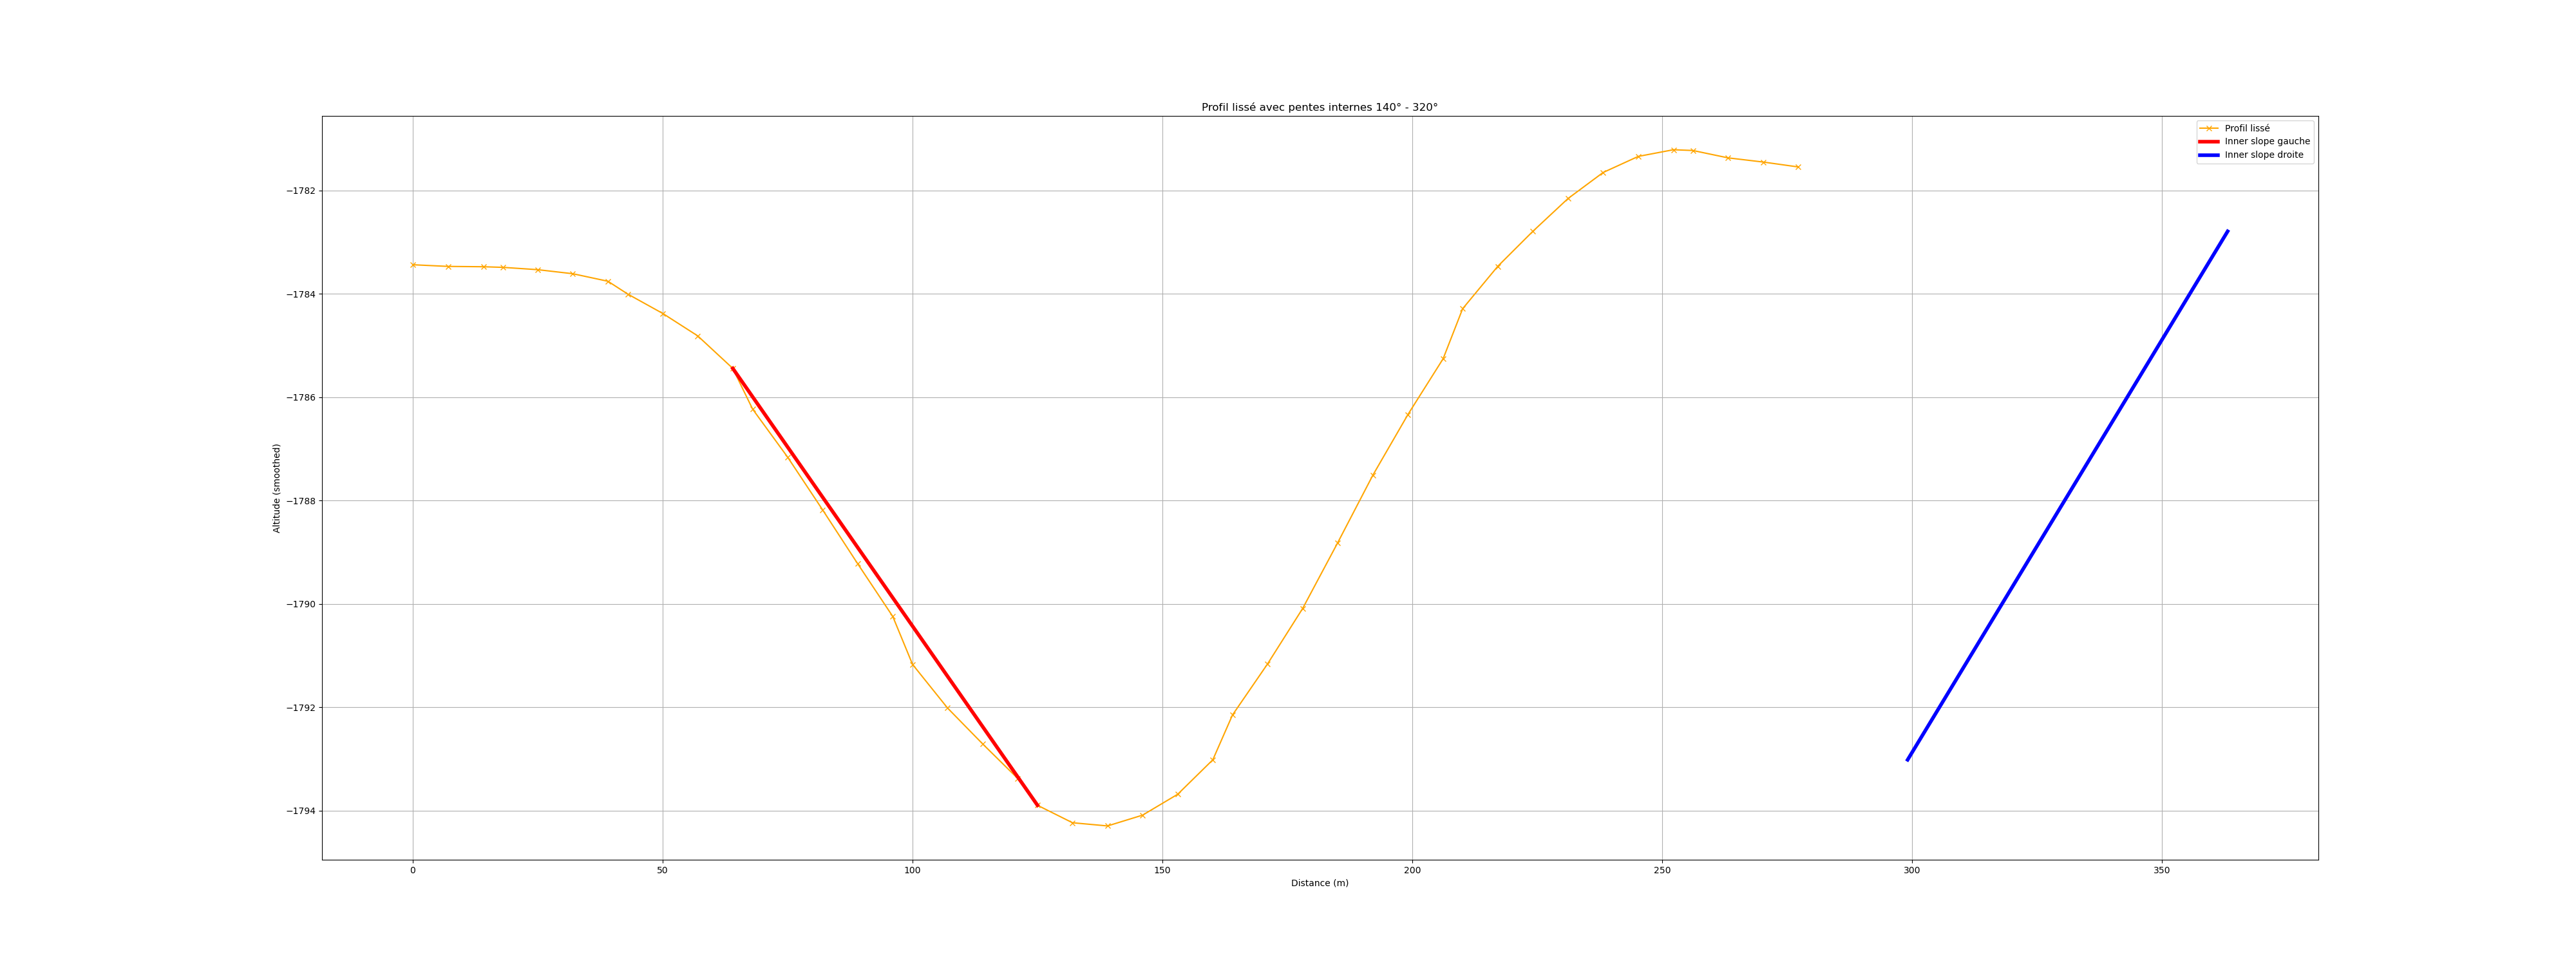 Profil lissé avec pentes internes 140° - 320°
Profil lissé
Inner slope gauche
Inner slope droite
−1782
−1784
−1786
−1788
−1790
−1792
−1794
Altitude (smoothed)
0 50 100 150 200 250 300 350
Distance (m)